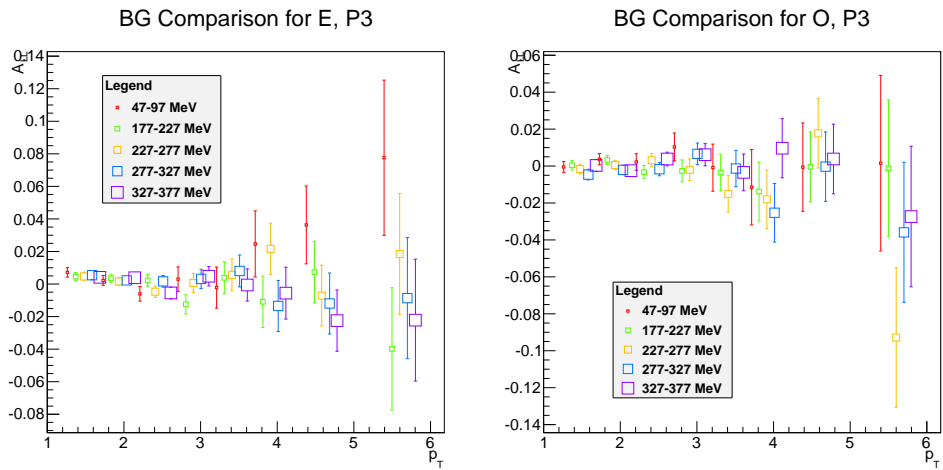 BG Comparison for E, P3
0.14
A
0.12
0.1
0.08
0.06
0.04
0.02
0
-0.02
-0.04
-0.06
-0.08
Legend
47-97 MeV
177-227 MeV
227-277 MeV
277-327 MeV
327-377 MeV
1 2 3 4 5 6
pT
BG Comparison for O, P3
0.06
A
0.04
0.02
0
-0.02
-0.04
-0.06
-0.08
-0.1
-0.12
-0.14
Legend
47-97 MeV
177-227 MeV
227-277 MeV
277-327 MeV
327-377 MeV
1 2 3 4 5 6
pT